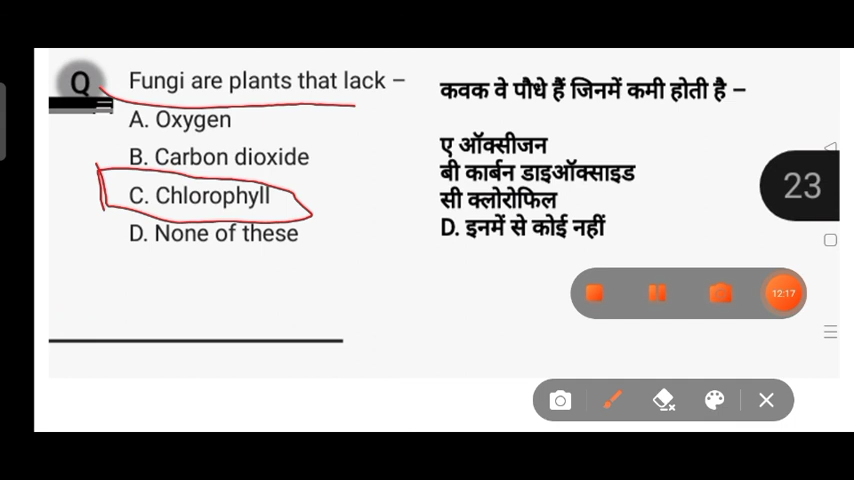 Q Fungi are plants that lack –
A. Oxygen
B. Carbon dioxide
C. Chlorophyll
D. None of these
कवक वे पौधे हैं जिनमें कमी होती है –
ए ऑक्सीजन
बी कार्बन डाइऑक्साइड
सी क्लोरोफिल
D. इनमें से कोई नहीं
23
12:17